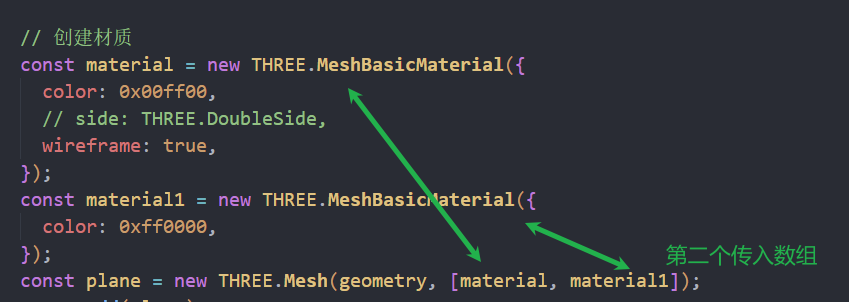 // 创建材质
const material = new THREE.MeshBasicMaterial({
  color: 0x00ff00,
  // side: THREE.DoubleSide,
  wireframe: true,
});
const material1 = new THREE.MeshBasicMaterial({
  color: 0xff0000,
});
第二个传入数组
const plane = new THREE.Mesh(geometry, [material, material1]);